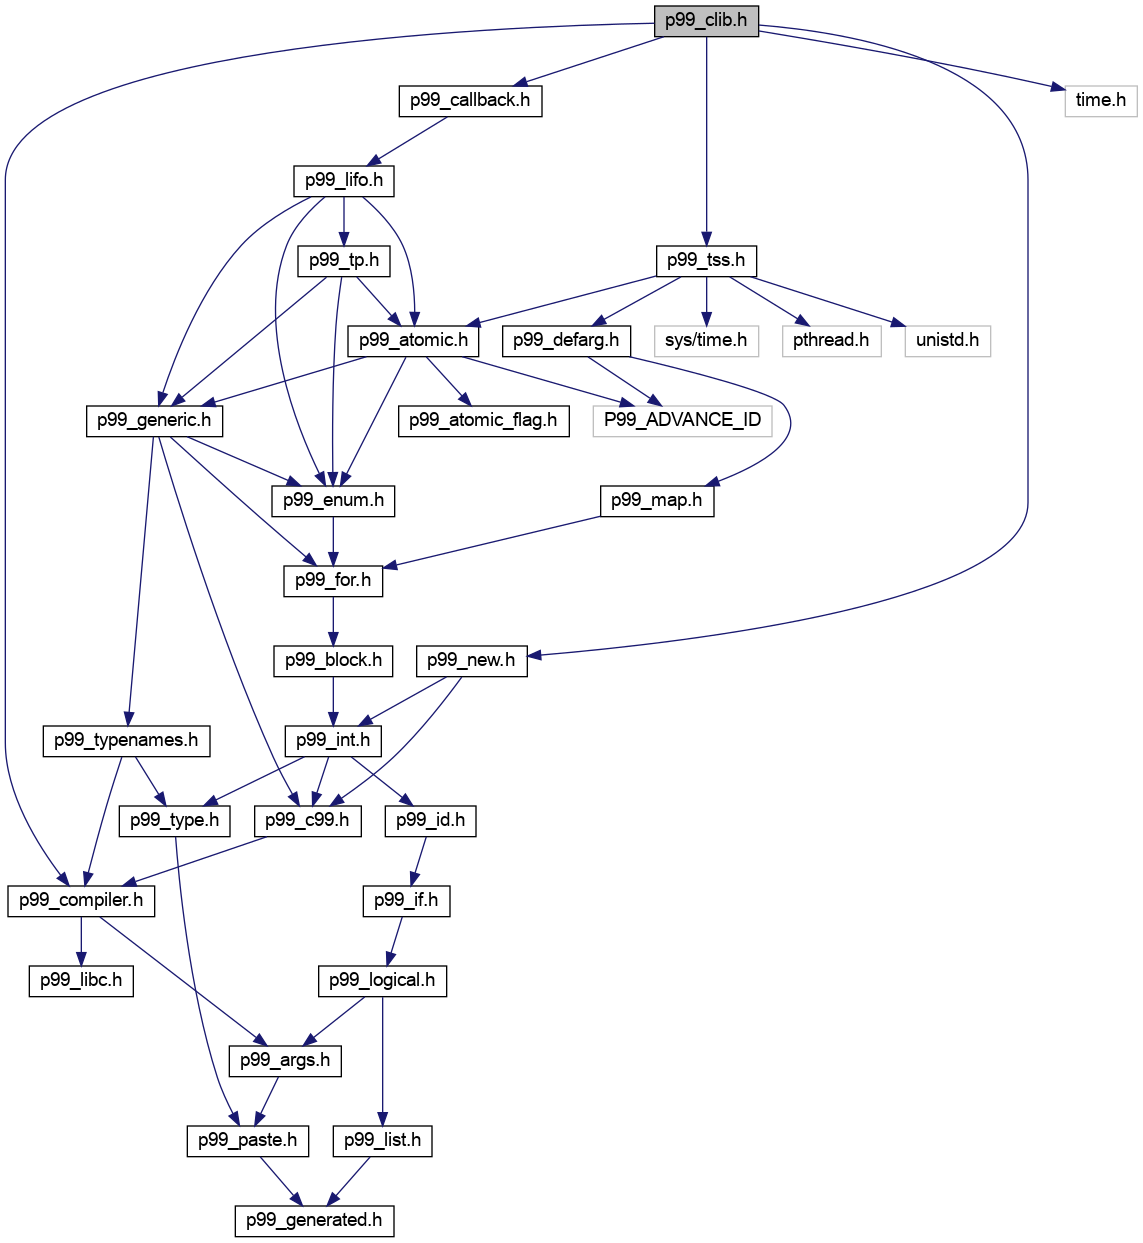 p99_clib.h
p99_callback.h
time.h
p99_lifo.h
p99_tp.h
p99_tss.h
p99_atomic.h
p99_defarg.h
sys/time.h
pthread.h
unistd.h
p99_generic.h
p99_atomic_flag.h
P99_ADVANCE_ID
p99_enum.h
p99_map.h
p99_for.h
p99_block.h
p99_new.h
p99_typenames.h
p99_int.h
p99_type.h
p99_c99.h
p99_id.h
p99_compiler.h
p99_if.h
p99_libc.h
p99_logical.h
p99_args.h
p99_paste.h
p99_list.h
p99_generated.h